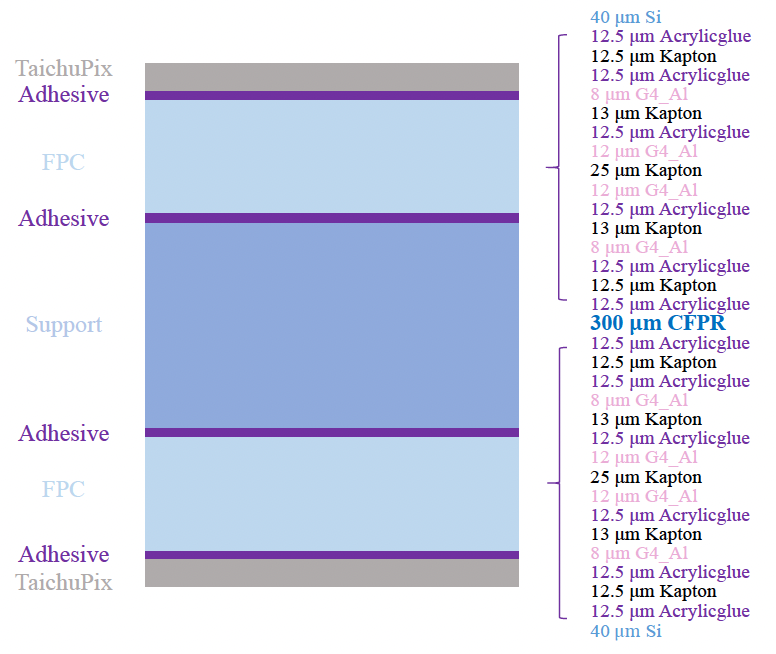 TaichuPix
Adhesive
FPC
Adhesive
Support
Adhesive
FPC
Adhesive
TaichuPix
40 μm Si
12.5 μm Acrylicglue
12.5 μm Kapton
12.5 μm Acrylicglue
8 μm G4_Al
13 μm Kapton
12.5 μm Acrylicglue
12 μm G4_Al
25 μm Kapton
12 μm G4_Al
12.5 μm Acrylicglue
13 μm Kapton
8 μm G4_Al
12.5 μm Acrylicglue
12.5 μm Kapton
12.5 μm Acrylicglue
300 μm CFPR
12.5 μm Acrylicglue
12.5 μm Kapton
12.5 μm Acrylicglue
8 μm G4_Al
13 μm Kapton
12.5 μm Acrylicglue
12 μm G4_Al
25 μm Kapton
12 μm G4_Al
12.5 μm Acrylicglue
13 μm Kapton
8 μm G4_Al
12.5 μm Acrylicglue
12.5 μm Kapton
12.5 μm Acrylicglue
40 μm Si